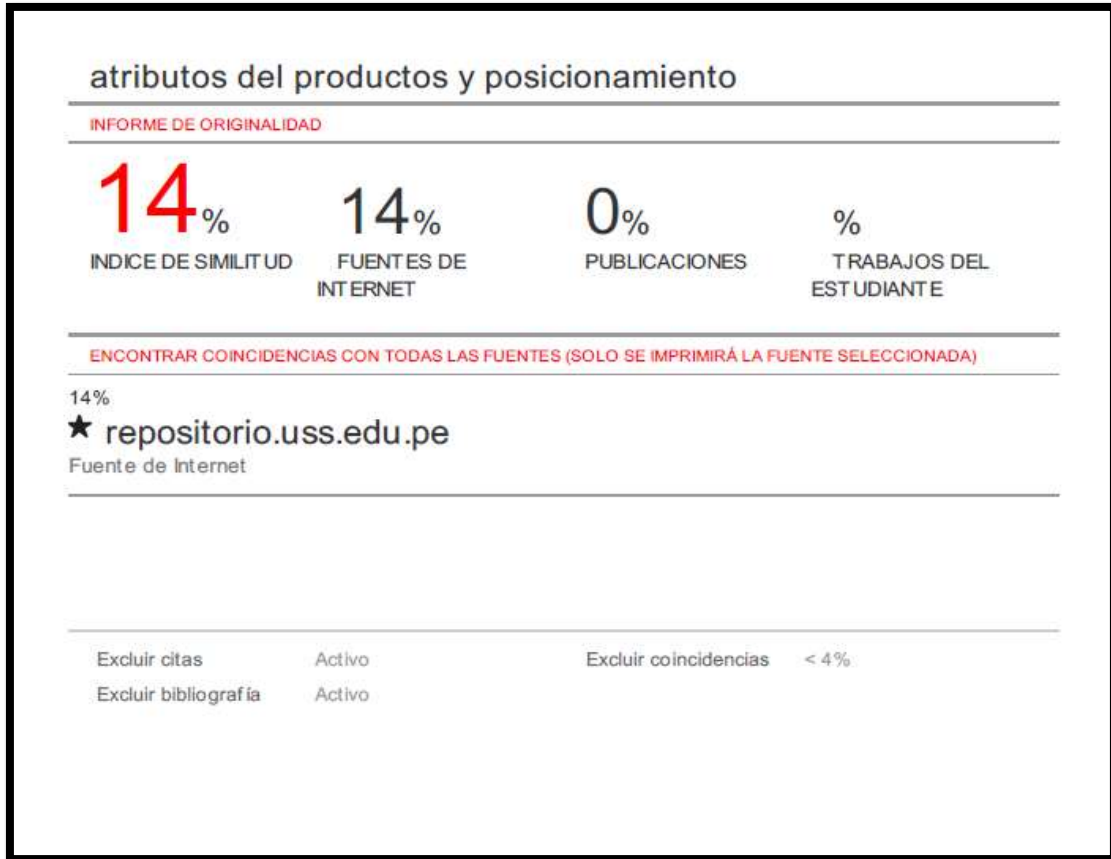 atributos del productos y posicionamiento
INFORME DE ORIGINALIDAD
14%
INDICE DE SIMILITUD
14%
FUENTES DE
INTERNET
0%
PUBLICACIONES
%
TRABAJOS DEL
ESTUDIANTE
ENCONTRAR COINCIDENCIAS CON TODAS LAS FUENTES (SOLO SE IMPRIMIRÁ LA FUENTE SELECCIONADA)
14%
★ repositorio.uss.edu.pe
Fuente de Internet
Excluir citas Activo
Excluir bibliografía Activo
Excluir coincidencias < 4%